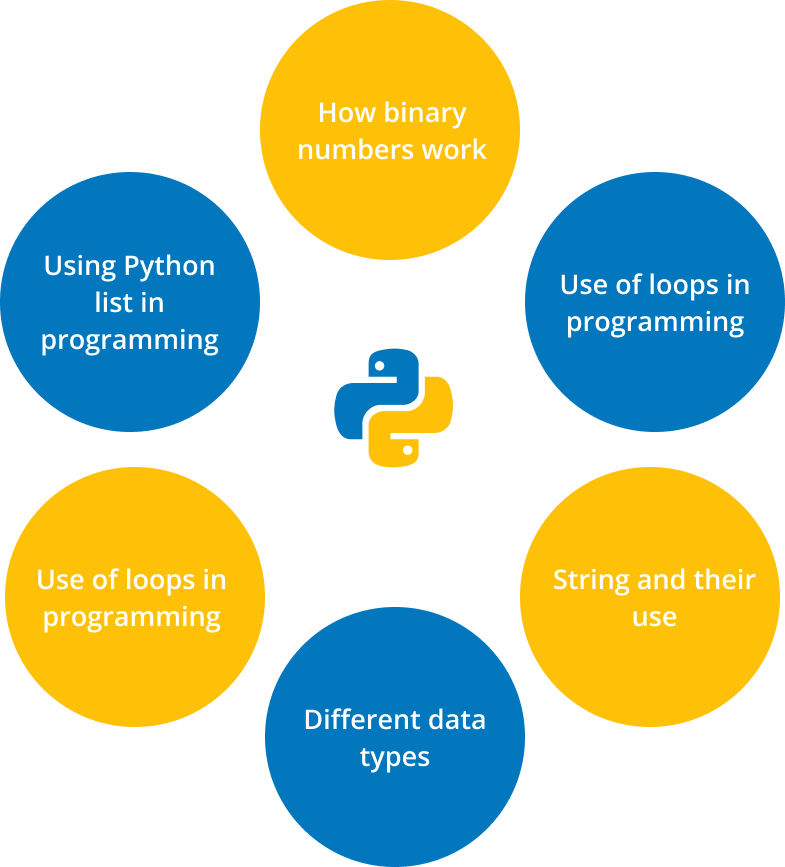 How binary
numbers work
Using Python
list in
programming
Use of loops in
programming
Use of loops in
programming
String and their
use
Different data
types